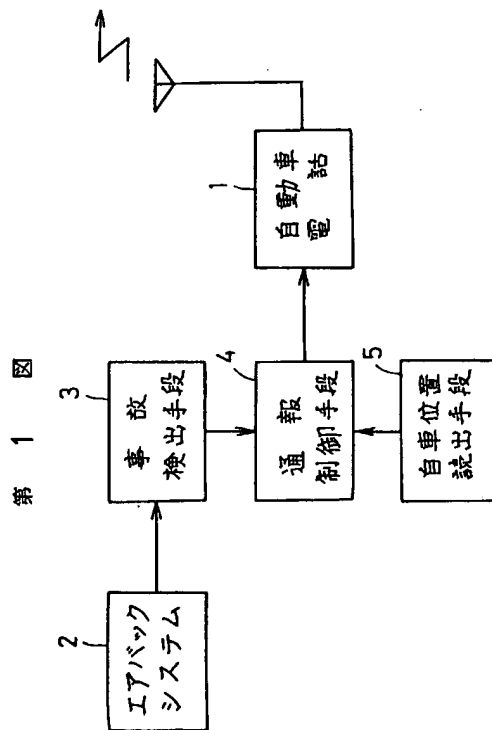 第 1 図
2
エアバック
システム
3
事故
検出手段
4
通報
制御手段
5
自車位置
読出手段
1
自動車
電話